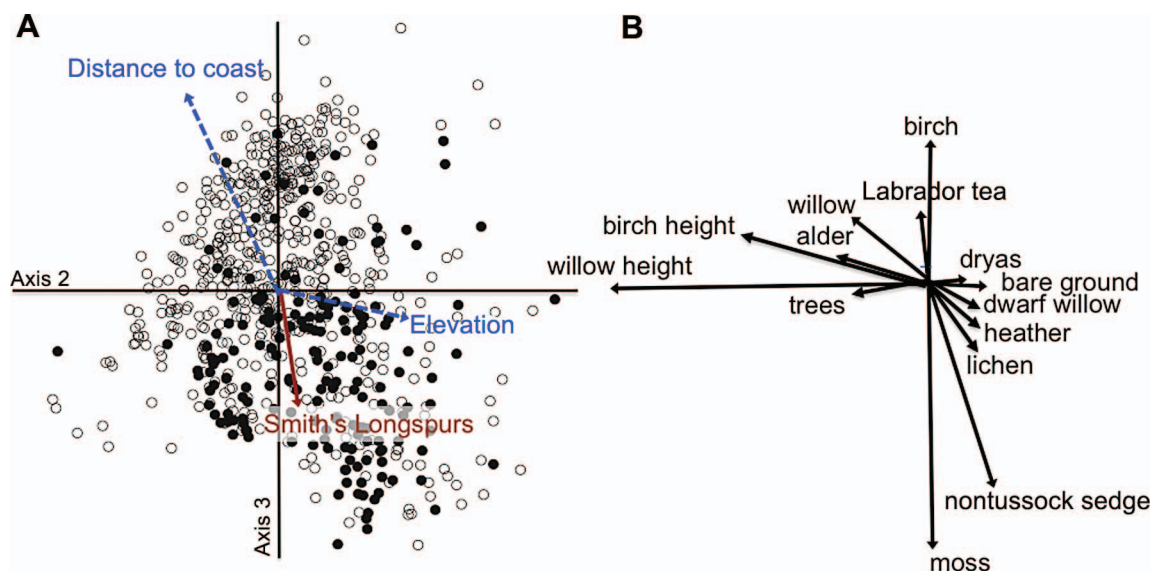 A
Distance to coast
Axis 2
Elevation
Smith's Longspurs
Axis 3
B
birch
Labrador tea
willow
birch height
alder
willow height
dryas
bare ground
trees
dwarf willow
heather
lichen
nontussock sedge
moss